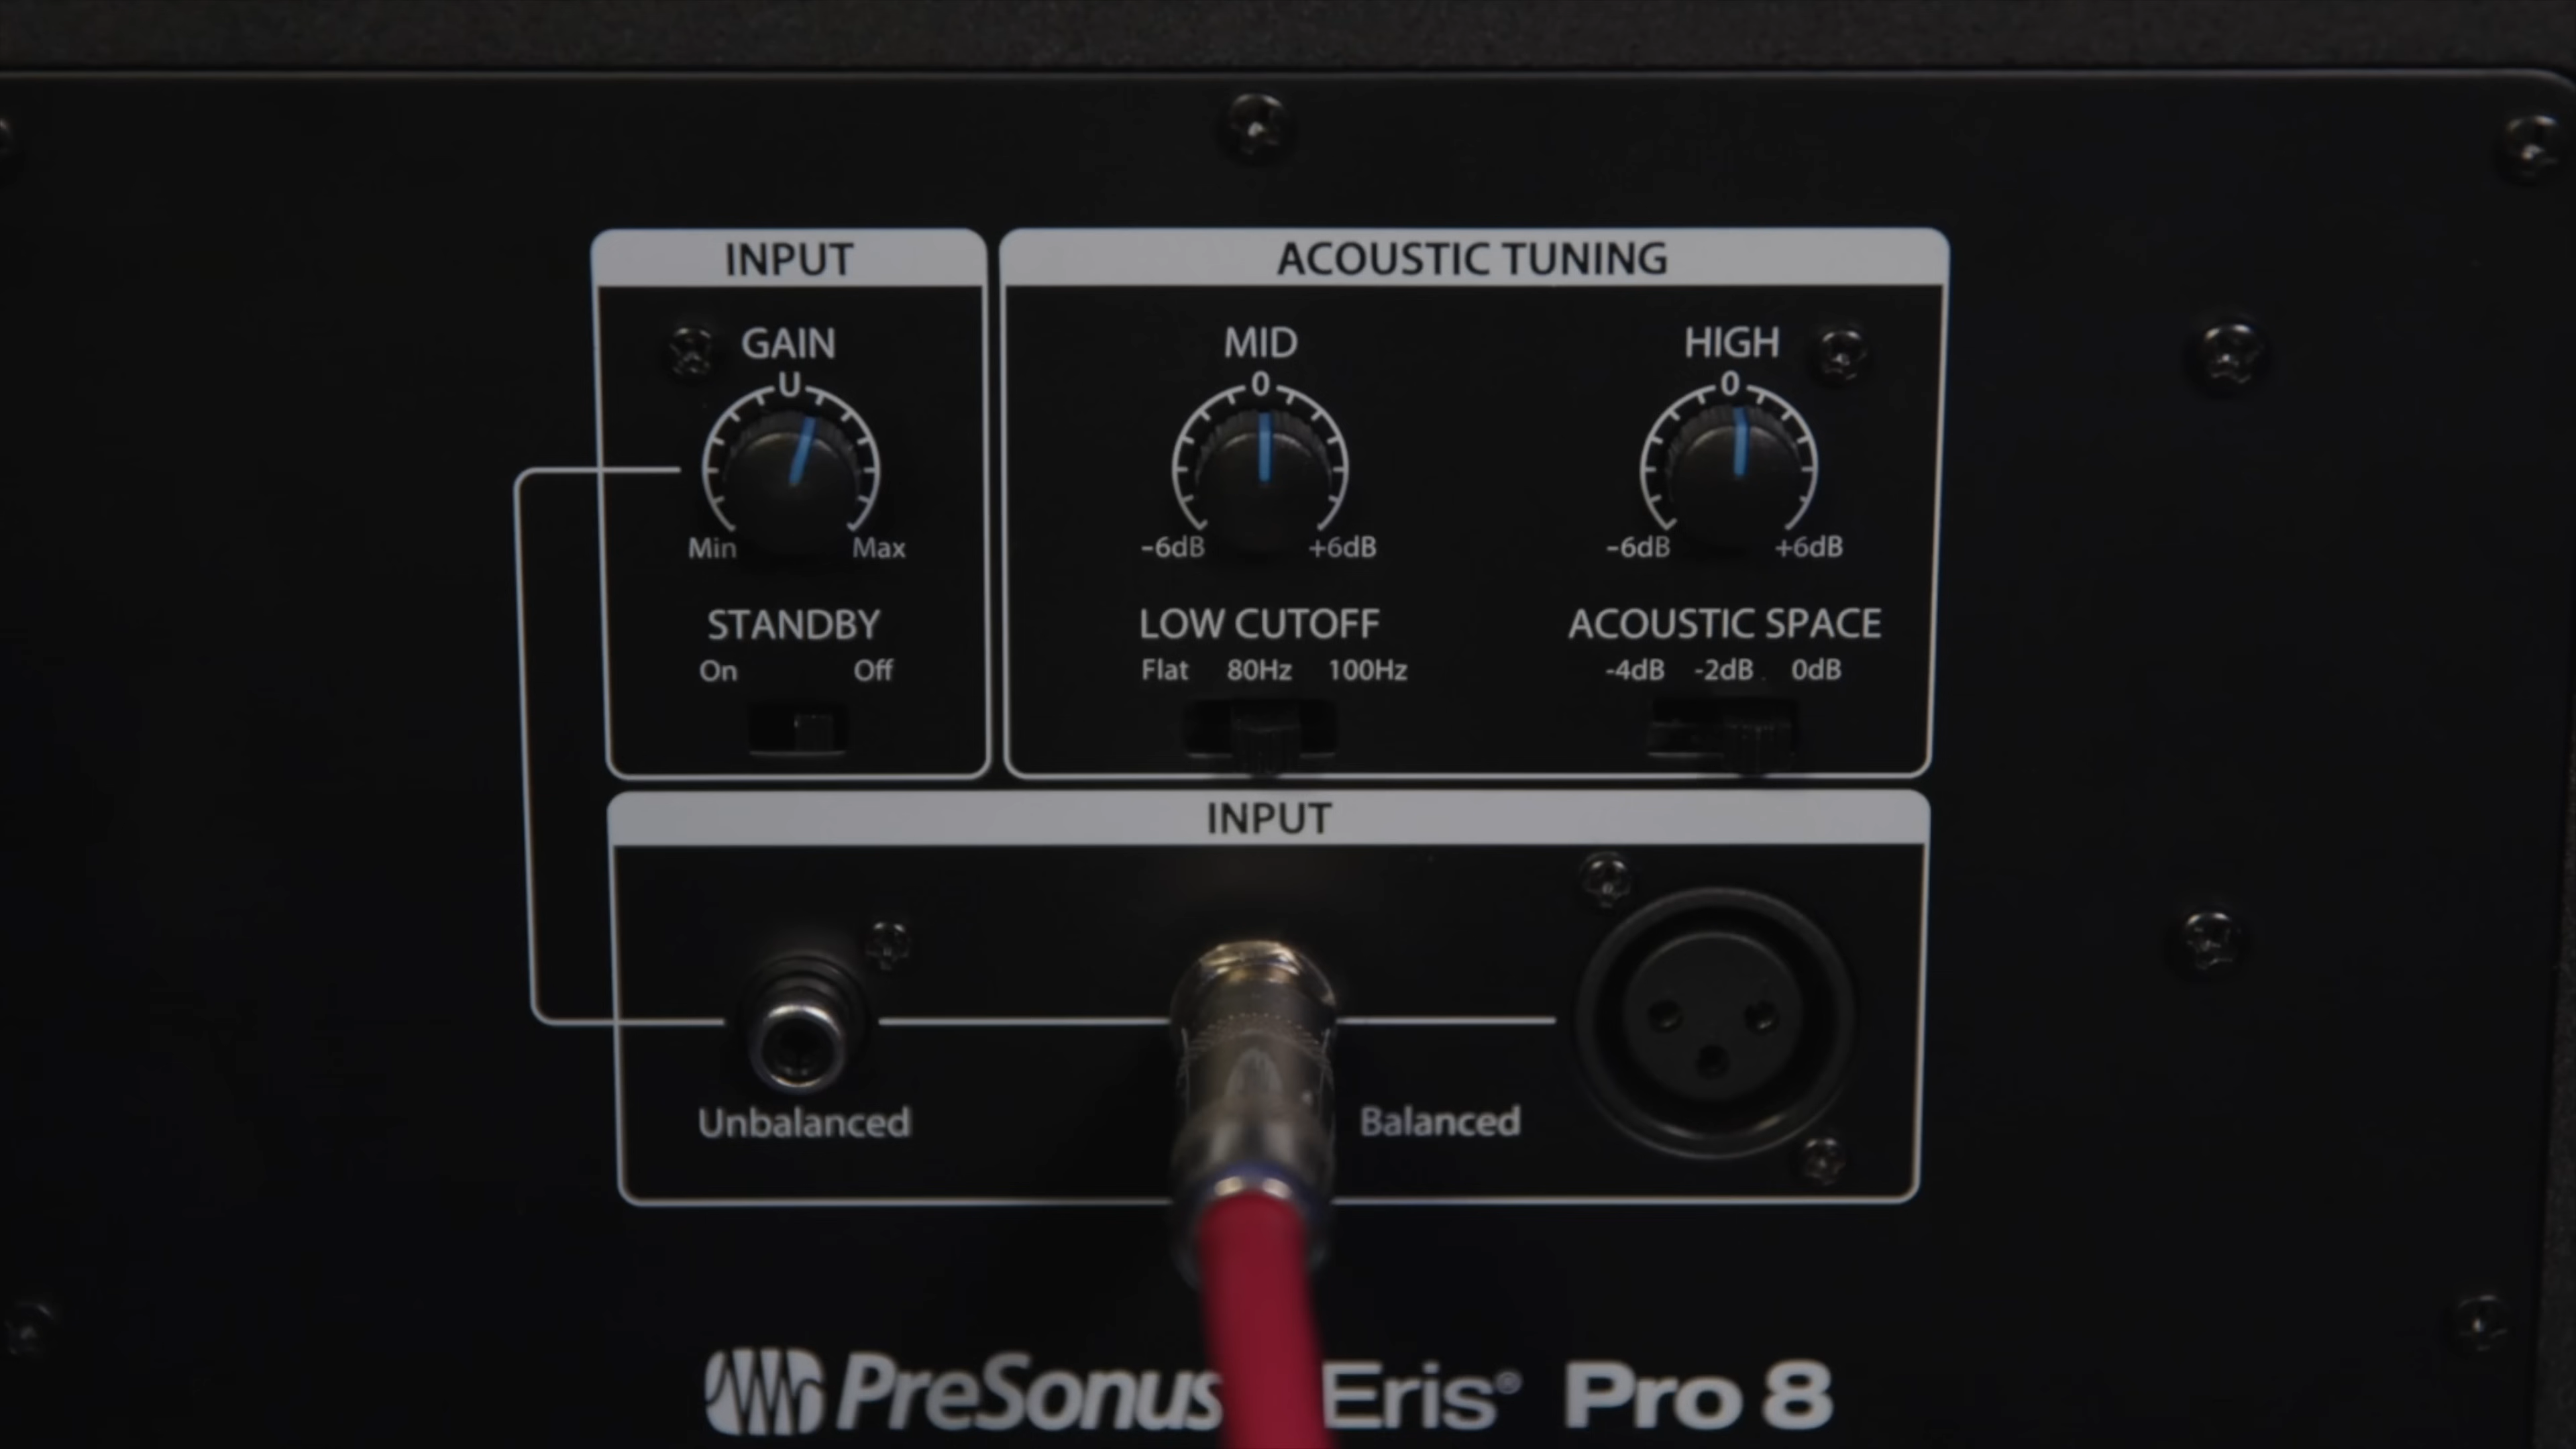 INPUT
GAIN
U
Min Max
STANDBY
On Off
ACOUSTIC TUNING
MID
0
-6dB +6dB
HIGH
0
-6dB +6dB
LOW CUTOFF
Flat 80Hz 100Hz
ACOUSTIC SPACE
-4dB -2dB 0dB
INPUT
Unbalanced
Balanced
PreSonus Eris® Pro 8